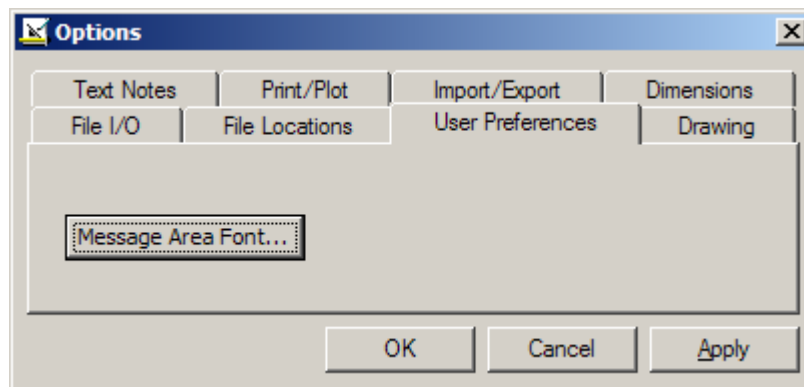 Options
Text Notes Print/Plot Import/Export Dimensions
File I/O File Locations User Preferences Drawing
Message Area Font...
OK Cancel Apply